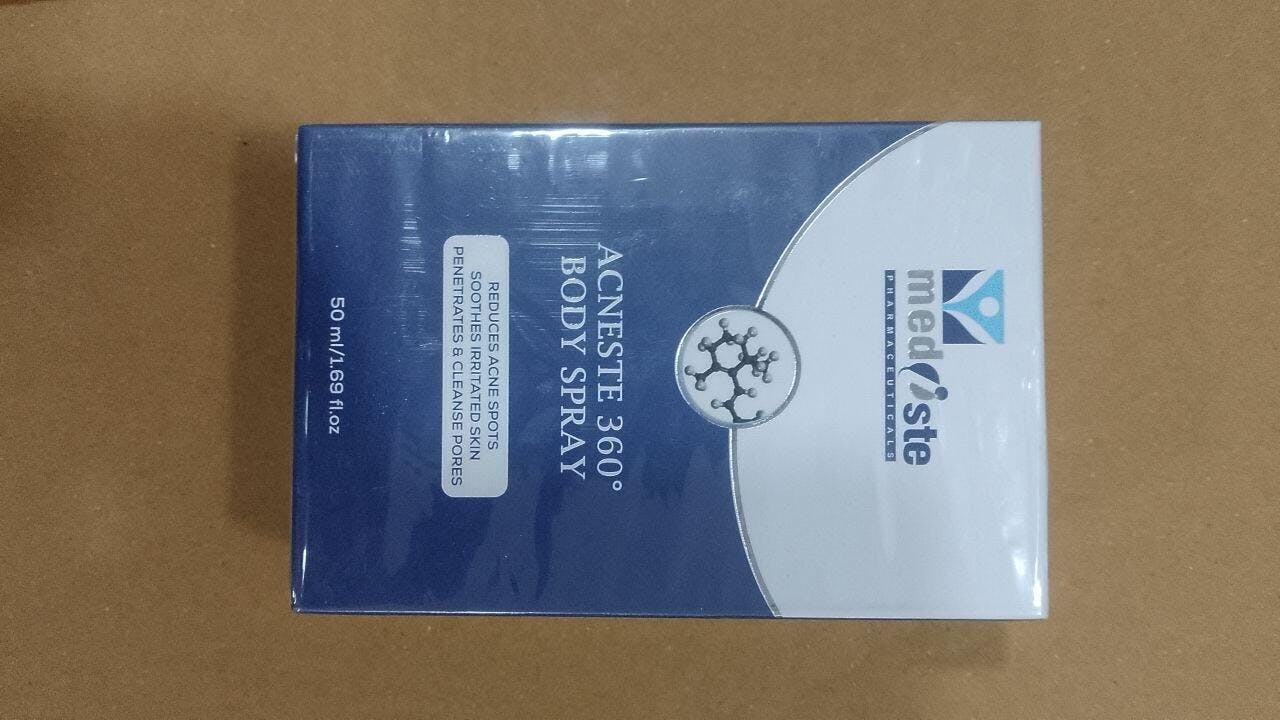 mediste
PHARMACEUTICALS
ACNESTE 360°
BODY SPRAY
REDUCES ACNE SPOTS
SOOTHES IRRITATED SKIN
PENETRATES & CLEANSE PORES
50 ml/1.69 fl.oz